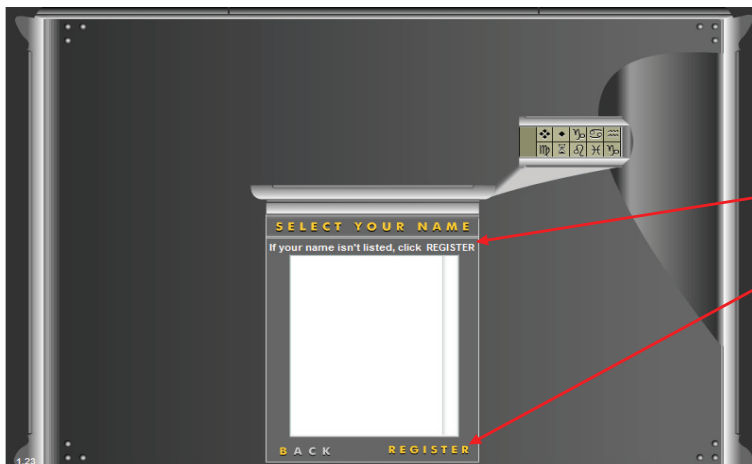 SELECT YOUR NAME
If your name isn't listed, click REGISTER
BACK REGISTER
1.23